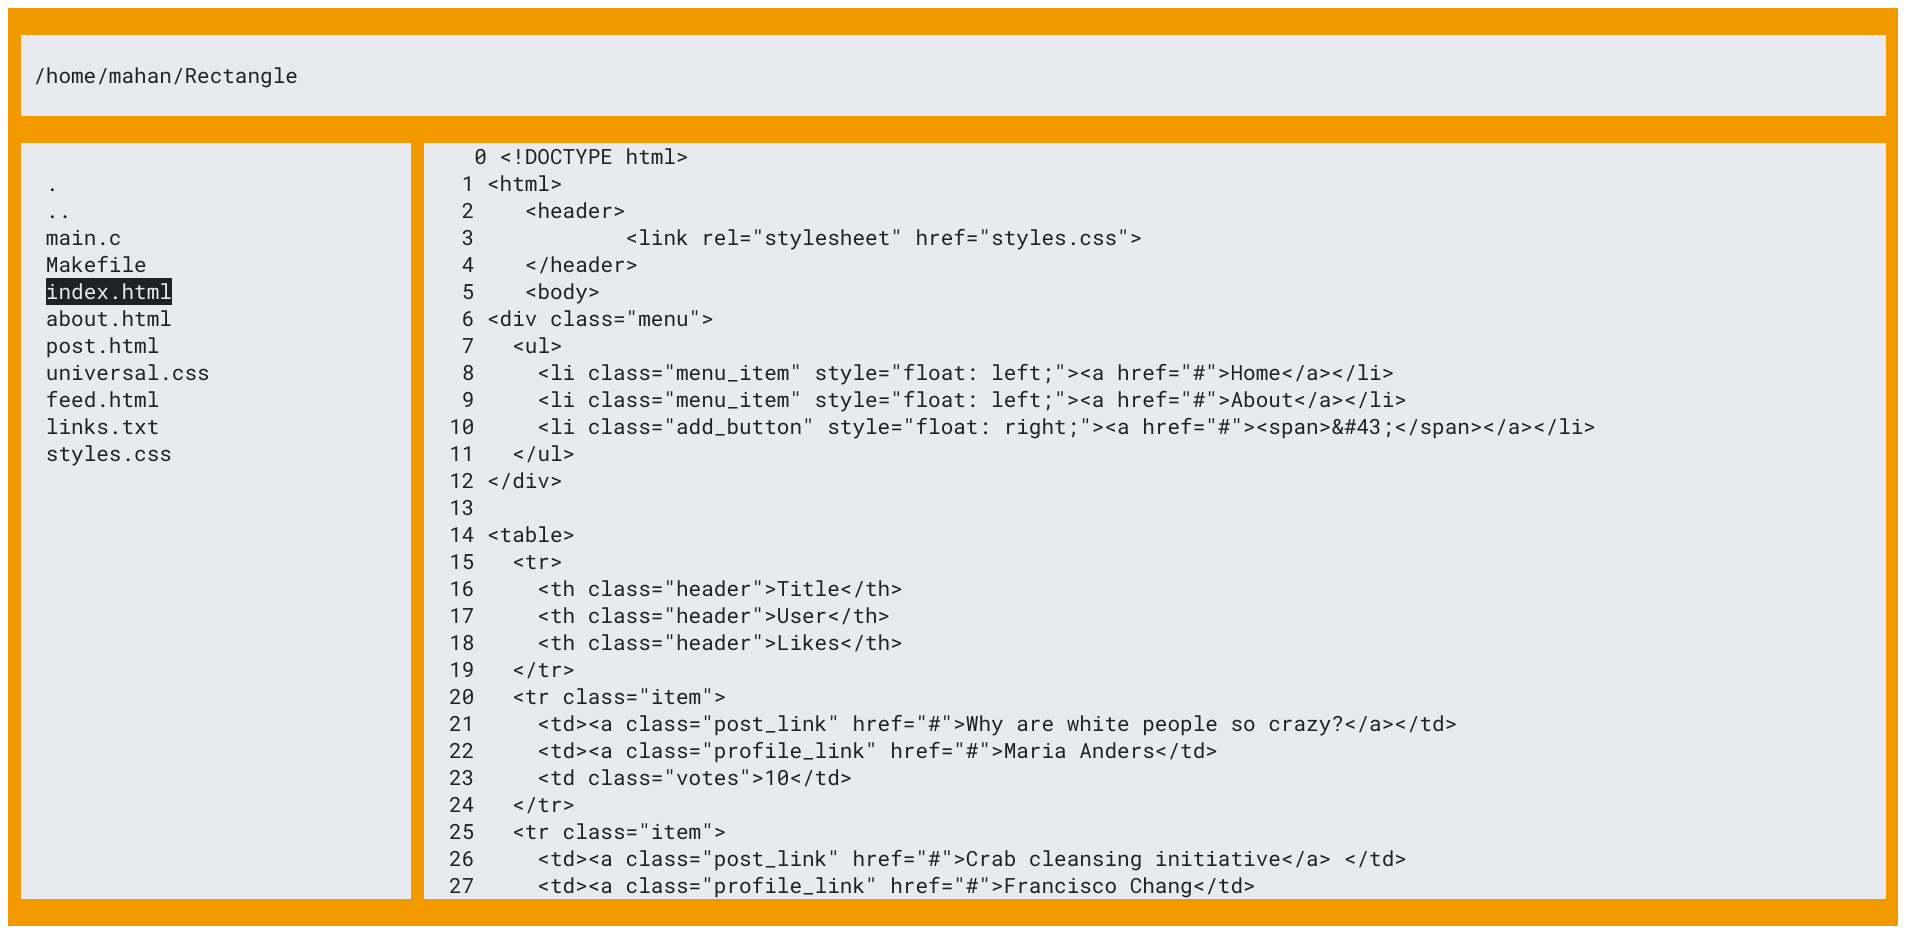 /home/mahan/Rectangle
.
..
main.c
Makefile
index.html
about.html
post.html
universal.css
feed.html
links.txt
styles.css
0 <!DOCTYPE html>
1 <html>
2    <header>
3            <link rel="stylesheet" href="styles.css">
4    </header>
5    <body>
6 <div class="menu">
7   <ul>
8     <li class="menu_item" style="float: left;"><a href="#">Home</a></li>
9     <li class="menu_item" style="float: left;"><a href="#">About</a></li>
10     <li class="add_button" style="float: right;"><a href="#"><span>&#43;</span></a></li>
11   </ul>
12 </div>
13
14 <table>
15   <tr>
16     <th class="header">Title</th>
17     <th class="header">User</th>
18     <th class="header">Likes</th>
19   </tr>
20   <tr class="item">
21     <td><a class="post_link" href="#">Why are white people so crazy?</a></td>
22     <td><a class="profile_link" href="#">Maria Anders</td>
23     <td class="votes">10</td>
24   </tr>
25   <tr class="item">
26     <td><a class="post_link" href="#">Crab cleansing initiative</a> </td>
27     <td><a class="profile_link" href="#">Francisco Chang</td>